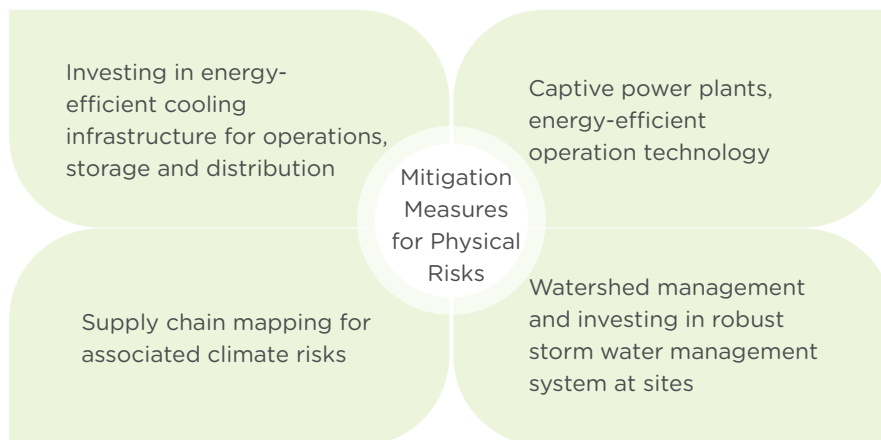 Investing in energy-
efficient cooling
infrastructure for operations,
storage and distribution
Captive power plants,
energy-efficient
operation technology
Mitigation
Measures
for Physical
Risks
Supply chain mapping for
associated climate risks
Watershed management
and investing in robust
storm water management
system at sites